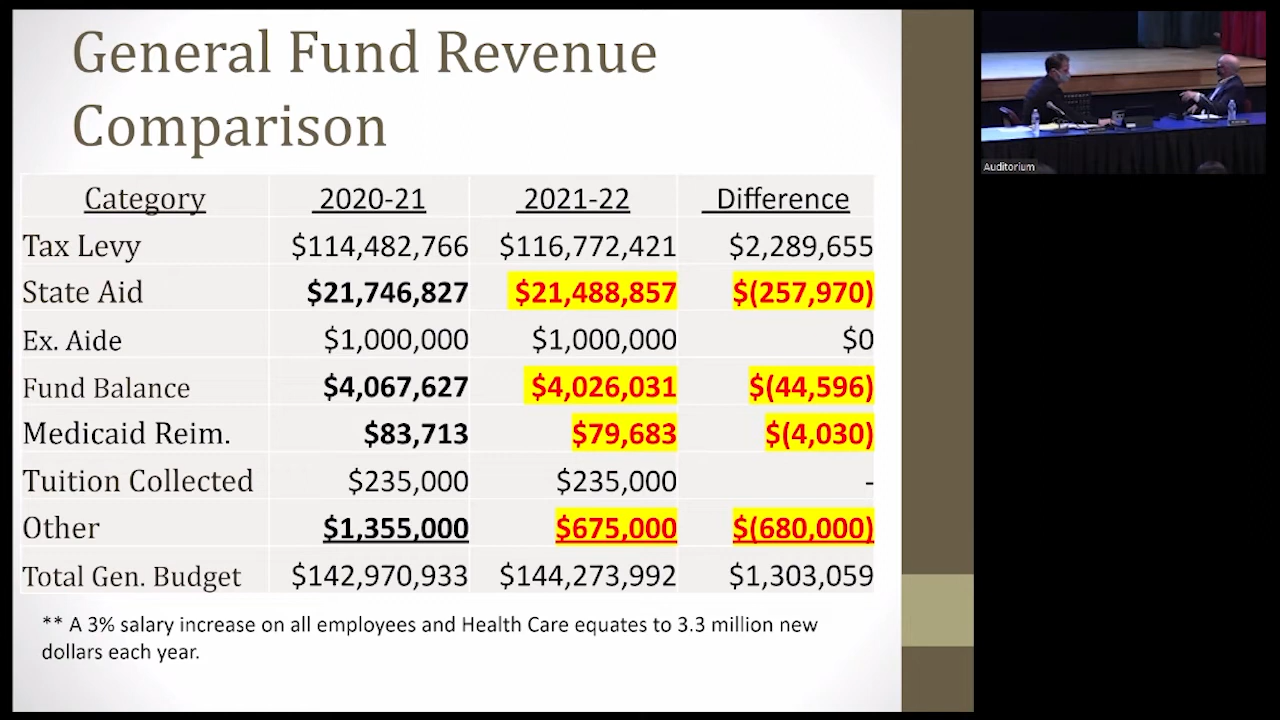 General Fund Revenue
Comparison
Category 2020-21 2021-22 Difference
Tax Levy $114,482,766 $116,772,421 $2,289,655
State Aid $21,746,827 $21,488,857 $(257,970)
Ex. Aide $1,000,000 $1,000,000 $0
Fund Balance $4,067,627 $4,026,031 $(44,596)
Medicaid Reim. $83,713 $79,683 $(4,030)
Tuition Collected $235,000 $235,000 -
Other $1,355,000 $675,000 $(680,000)
Total Gen. Budget $142,970,933 $144,273,992 $1,303,059
** A 3% salary increase on all employees and Health Care equates to 3.3 million new
dollars each year.
Auditorium